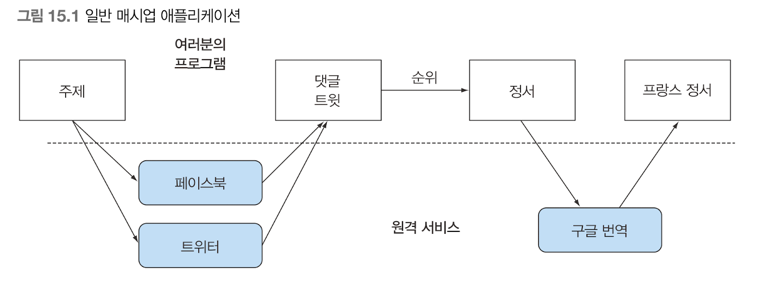 그림 15.1 일반 매시업 애플리케이션
여러분의
프로그램
주제
댓글
트윗
순위
정서
프랑스 정서
페이스북
트위터
원격 서비스
구글 번역